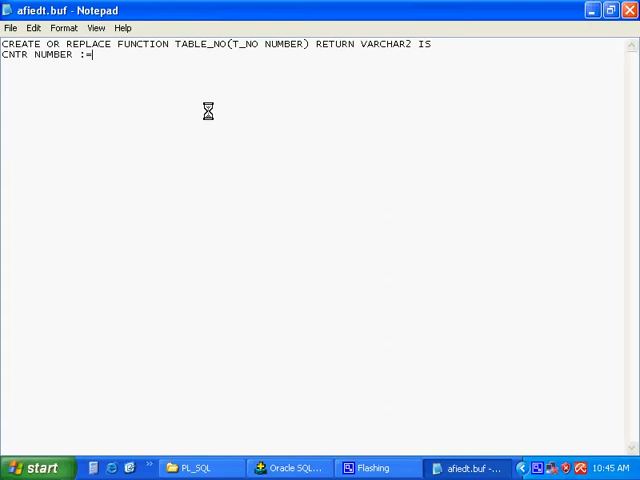 afiedt.buf - Notepad
File Edit Format View Help
CREATE OR REPLACE FUNCTION TABLE_NO(T_NO NUMBER) RETURN VARCHAR2 IS
CNTR NUMBER :=
start PL_SQL Oracle SQL... Flashing afiedt.buf -... 10:45 AM